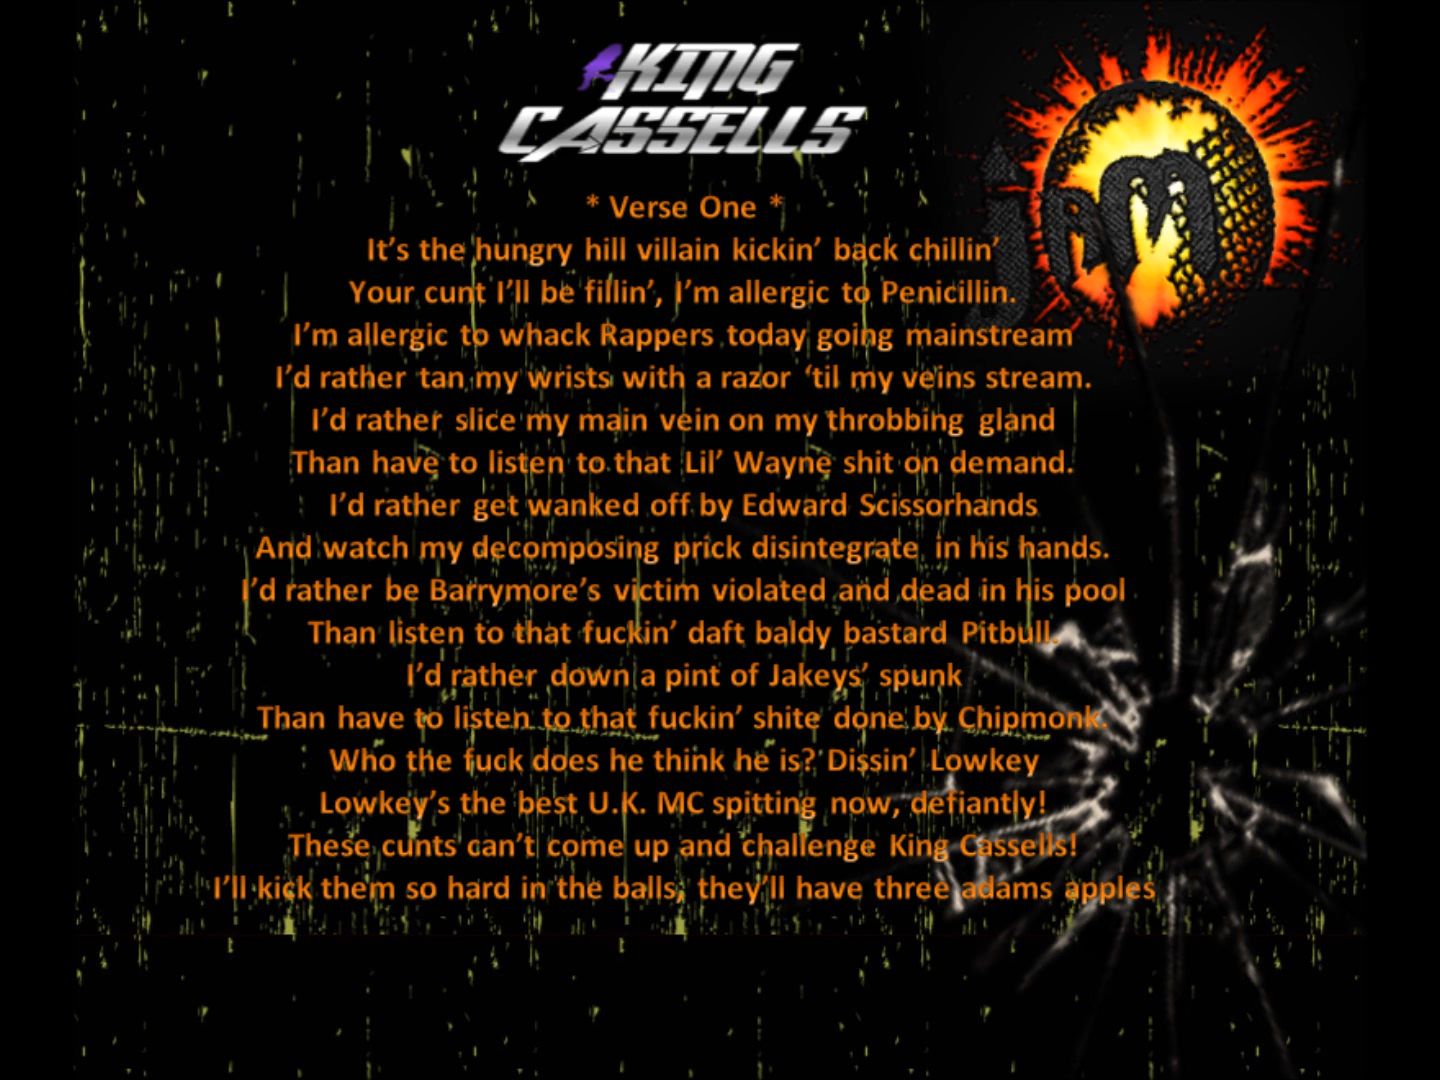 KING
CASSELLS
JAM
* Verse One *
It's the hungry hill villain kickin' back chillin'
Your cunt I'll be fillin', I'm allergic to Penicillin.
I'm allergic to whack Rappers today going mainstream
I'd rather tan my wrists with a razor 'til my veins stream.
I'd rather slice my main vein on my throbbing gland
Than have to listen to that Lil' Wayne shit on demand.
I'd rather get wanked off by Edward Scissorhands
And watch my decomposing prick disintegrate in his hands.
I'd rather be Barrymore's victim violated and dead in his pool
Than listen to that fuckin' daft baldy bastard Pitbull.
I'd rather down a pint of Jakeys' spunk
Than have to listen to that fuckin' shite done by Chipmonk.
Who the fuck does he think he is? Dissin' Lowkey
Lowkey's the best U.K. MC spitting now, defiantly!
These cunts can't come up and challenge King Cassells!
I'll kick them so hard in the balls, they'll have three adams apples